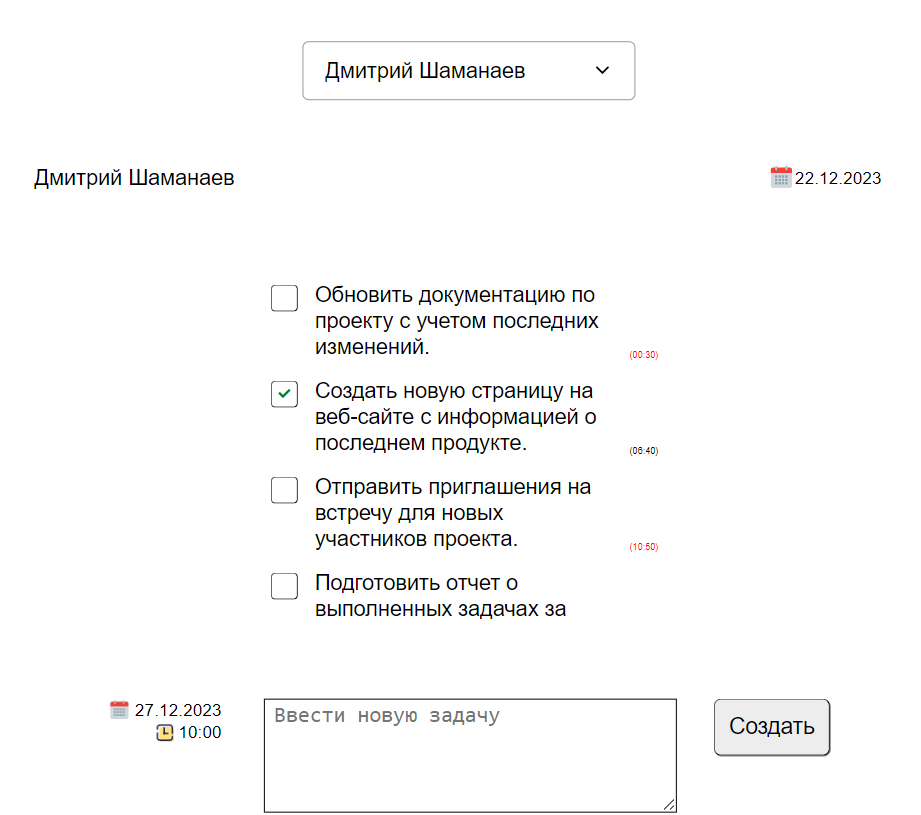 Дмитрий Шаманаев
Дмитрий Шаманаев
22.12.2023
Обновить документацию по
проекту с учетом последних
изменений.
(00:30)
Создать новую страницу на
веб-сайте с информацией о
последнем продукте.
(06:40)
Отправить приглашения на
встречу для новых
участников проекта.
(10:50)
Подготовить отчет о
выполненных задачах за
27.12.2023
10:00
Ввести новую задачу
Создать